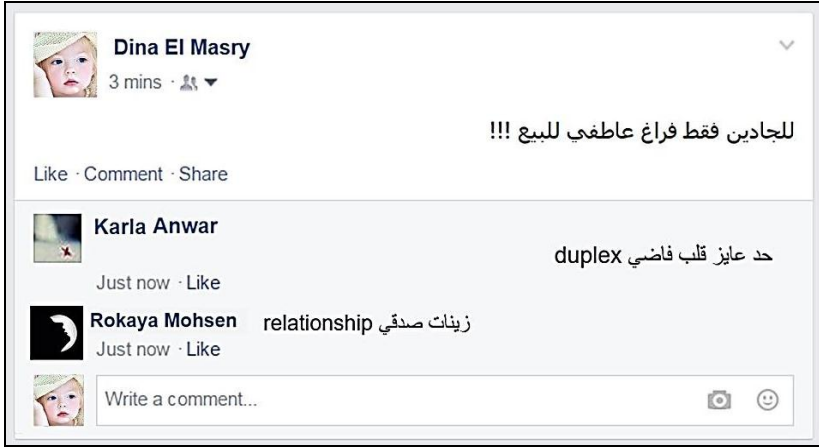 Dina El Masry
3 mins ·
للجادين فقط فراغ عاطفي للبيع !!!
Like · Comment · Share
Karla Anwar
حد عايز قلب فاضي duplex
Just now · Like
Rokaya Mohsen زينات صدقي relationship
Just now · Like
Write a comment...